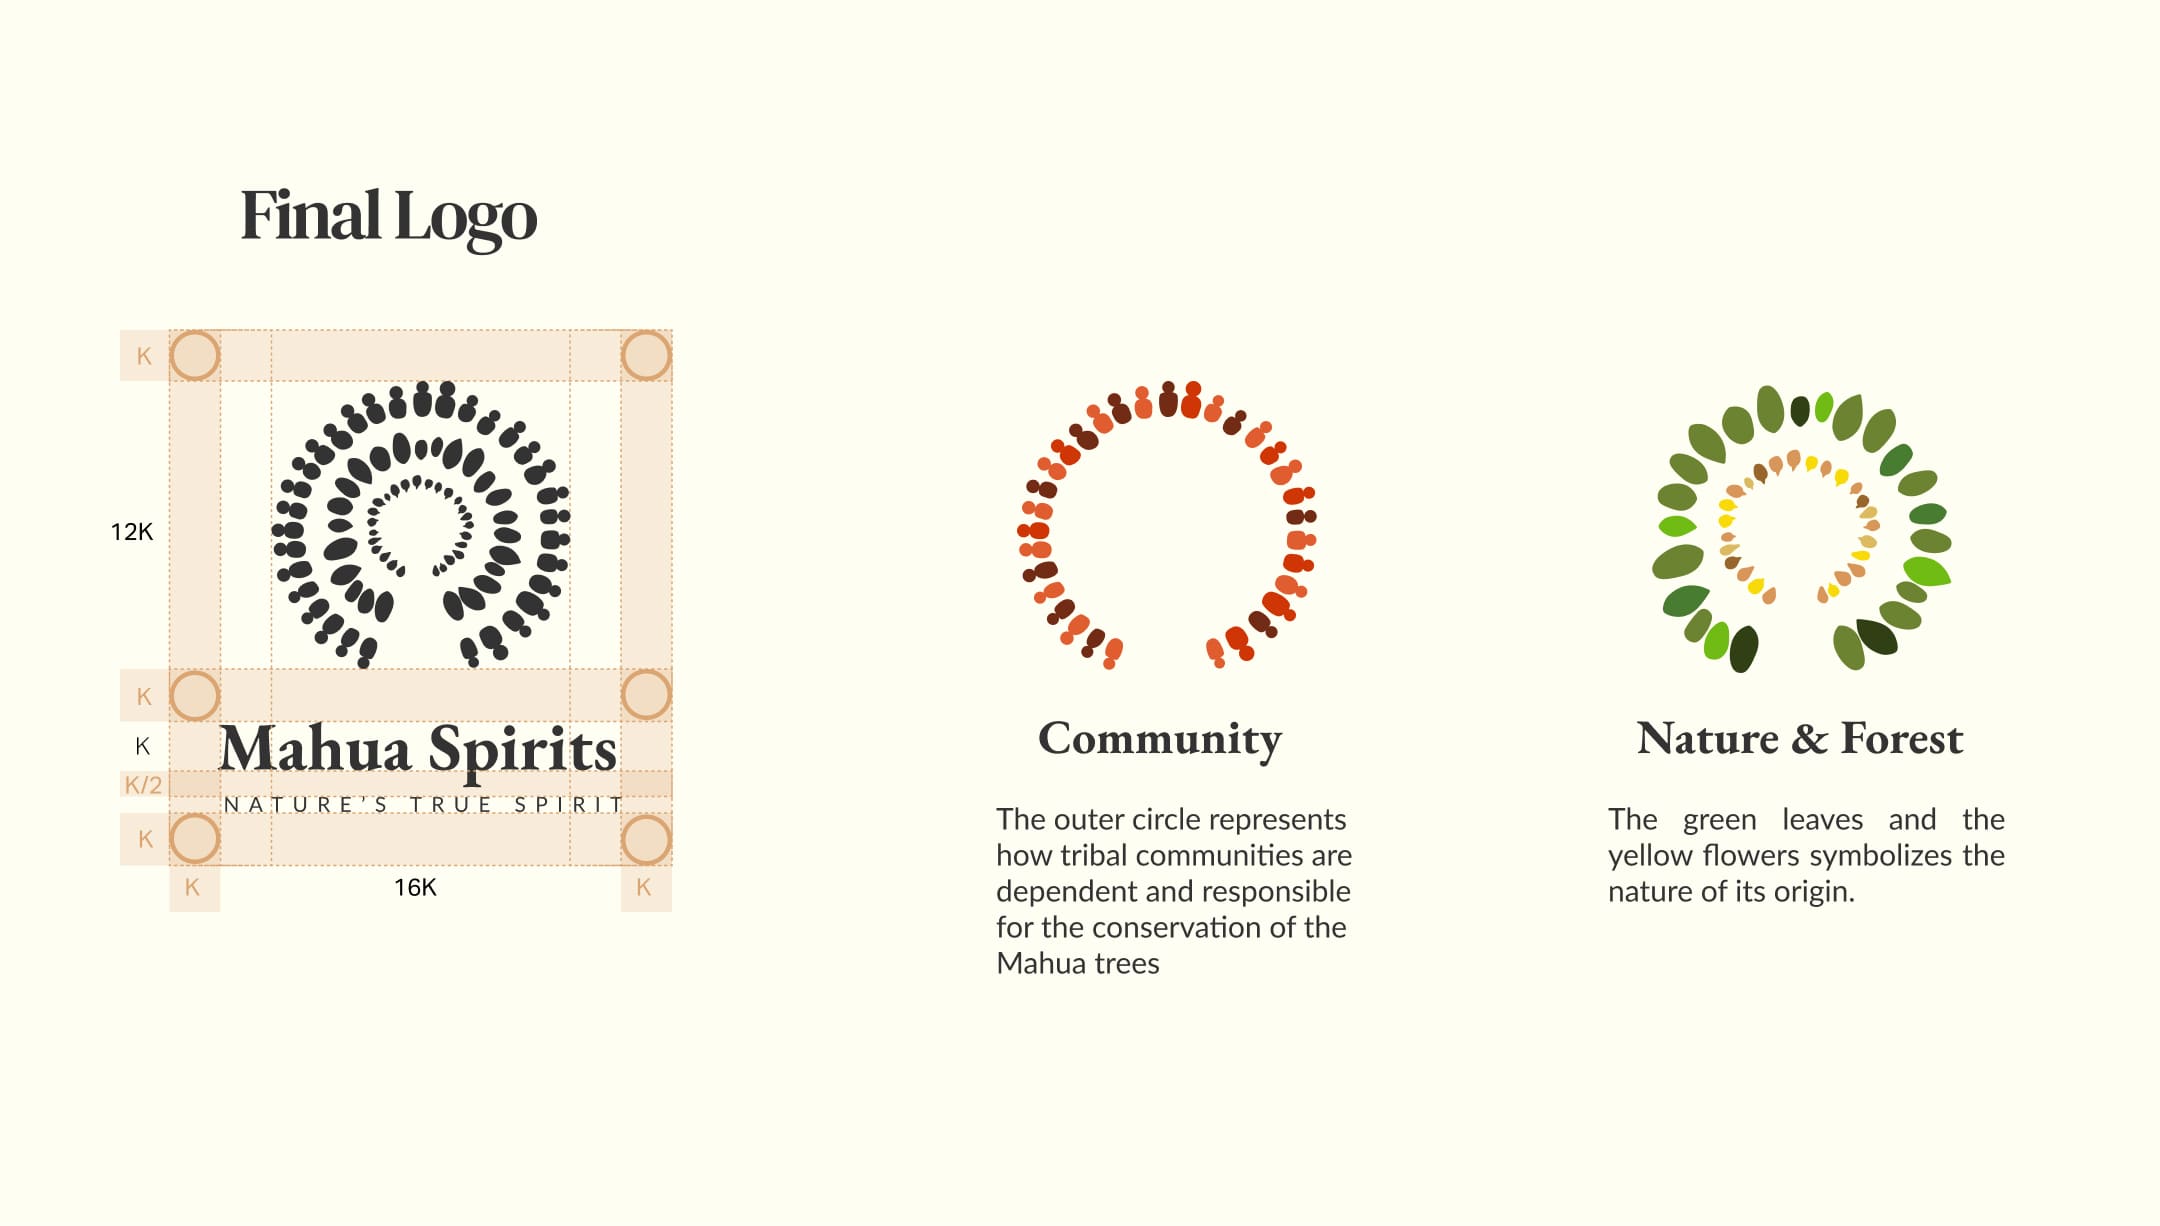 Final Logo
K
12K
K
K
K/2
K
K
16K
K
Mahua Spirits
NATURE'S TRUE SPIRIT
Community
The outer circle represents
how tribal communities are
dependent and responsible
for the conservation of the
Mahua trees
Nature & Forest
The green leaves and the
yellow flowers symbolizes the
nature of its origin.